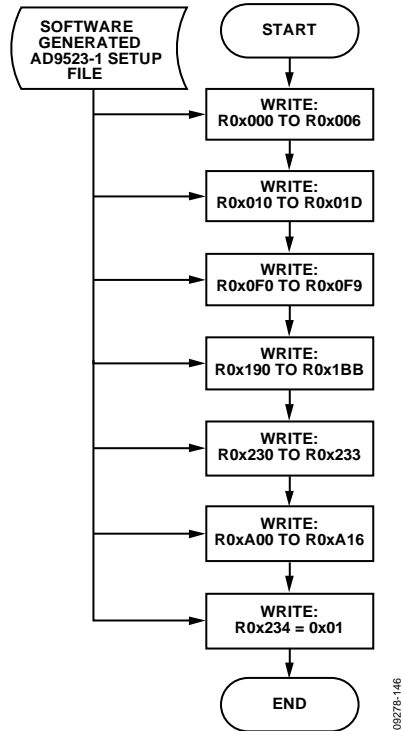 SOFTWARE
GENERATED
AD9523-1 SETUP
FILE
START
WRITE:
R0x000 TO R0x006
WRITE:
R0x010 TO R0x01D
WRITE:
R0x0F0 TO R0x0F9
WRITE:
R0x190 TO R0x1BB
WRITE:
R0x230 TO R0x233
WRITE:
R0xA00 TO R0xA16
WRITE:
R0x234 = 0x01
END
09278-146